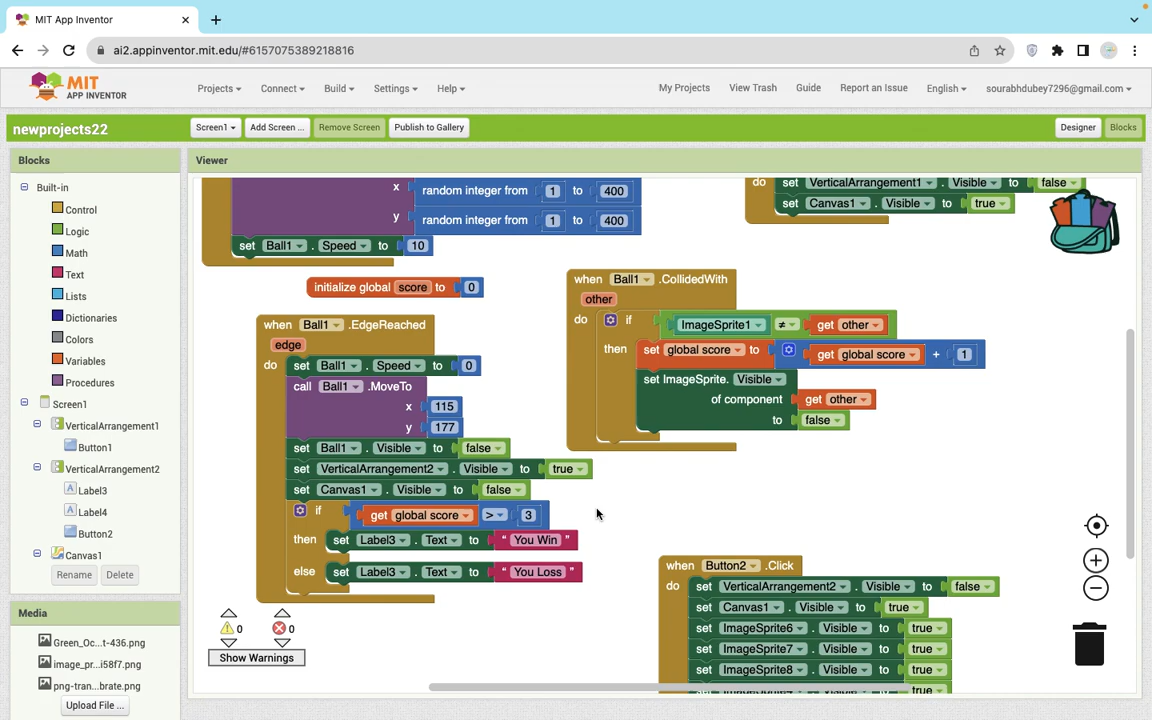 MIT App Inventor
ai2.appinventor.mit.edu/#6157075389218816
MIT
APP INVENTOR
Projects Connect Build Settings Help My Projects View Trash Guide Report an Issue English sourabhdubey7296@gmail.com
newprojects22
Screen1 Add Screen ... Remove Screen Publish to Gallery Designer Blocks
Blocks
Viewer
Built-in
Control
Logic
Math
Text
Lists
Dictionaries
Colors
Variables
Procedures
Screen1
VerticalArrangement1
Button1
VerticalArrangement2
Label3
Label4
Button2
Canvas1
Rename Delete
Media
Green_Oc...t-436.png
image_pr...i58f7.png
png-tran...brate.png
Upload File ...
x random integer from 1 to 400
y random integer from 1 to 400
set Ball1 . Speed to 10
do set VerticalArrangement1 . Visible to false
set Canvas1 . Visible to true
initialize global score to 0
when Ball1 .EdgeReached
edge
do set Ball1 . Speed to 0
call Ball1 .MoveTo
x 115
y 177
set Ball1 . Visible to false
set VerticalArrangement2 . Visible to true
set Canvas1 . Visible to false
if get global score > 3
then set Label3 . Text to “ You Win ”
else set Label3 . Text to “ You Loss ”
when Ball1 .CollidedWith
other
do if ImageSprite1 ≠ get other
then set global score to get global score + 1
set ImageSprite. Visible
of component get other
to false
when Button2 .Click
do set VerticalArrangement2 . Visible to false
set Canvas1 . Visible to true
set ImageSprite6 . Visible to true
set ImageSprite7 . Visible to true
set ImageSprite8 . Visible to true
0 0
Show Warnings